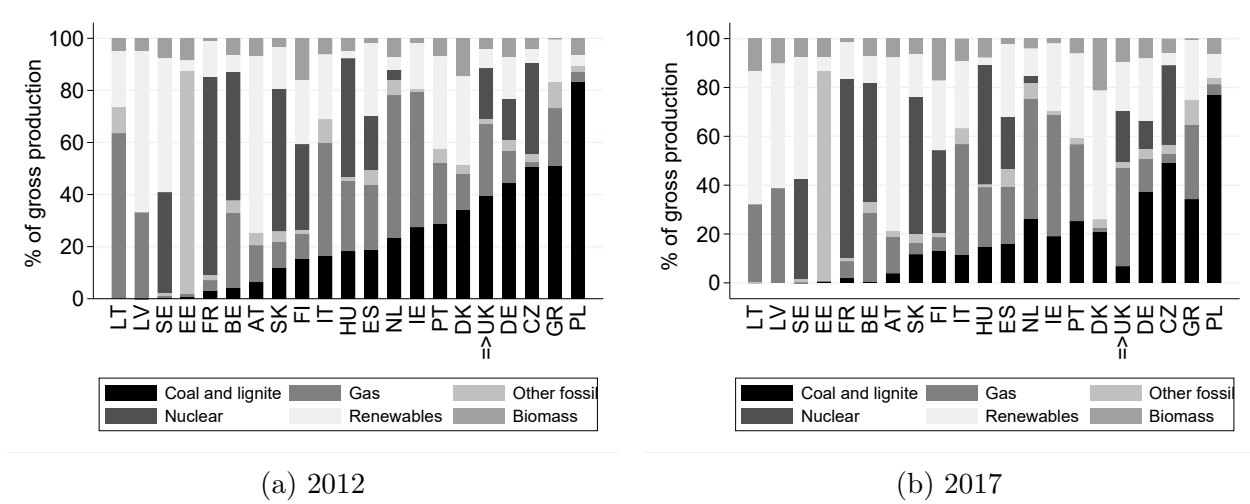 % of gross production
100
80
60
40
20
0
LT LV SE EE FR BE AT SK FI IT HU ES NL IE PT DK =>UK DE CZ GR PL
Coal and lignite Gas Other fossil
Nuclear Renewables Biomass
(a) 2012
% of gross production
100
80
60
40
20
0
LT LV SE EE FR BE AT SK FI IT HU ES NL IE PT DK =>UK DE CZ GR PL
Coal and lignite Gas Other fossil
Nuclear Renewables Biomass
(b) 2017